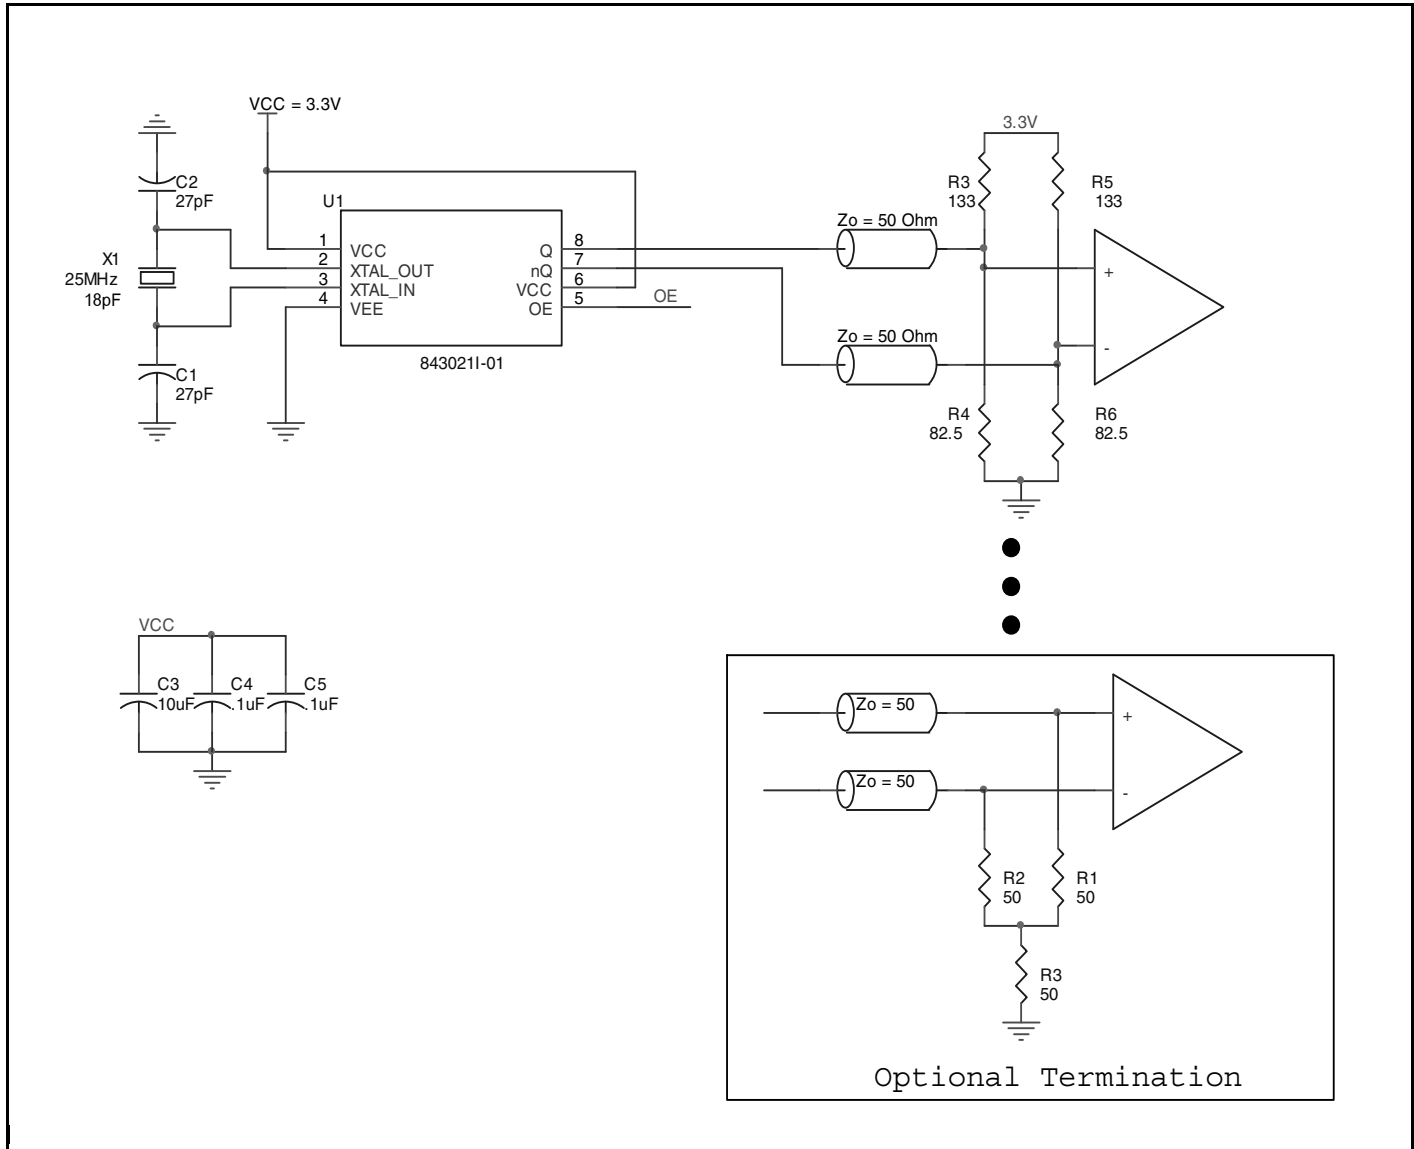 VCC = 3.3V
3.3V
C2
27pF
U1
R3
133
R5
133
Zo = 50 Ohm
X1
25MHz
18pF
1
2
3
4
VCC
XTAL_OUT
XTAL_IN
VEE
Q
nQ
VCC
OE
8
7
6
5
OE
843021I-01
+
-
Zo = 50 Ohm
C1
27pF
R4
82.5
R6
82.5
VCC
C3
10uF
C4
.1uF
C5
.1uF
Zo = 50
+
Zo = 50
-
R2
50
R1
50
R3
50
Optional Termination